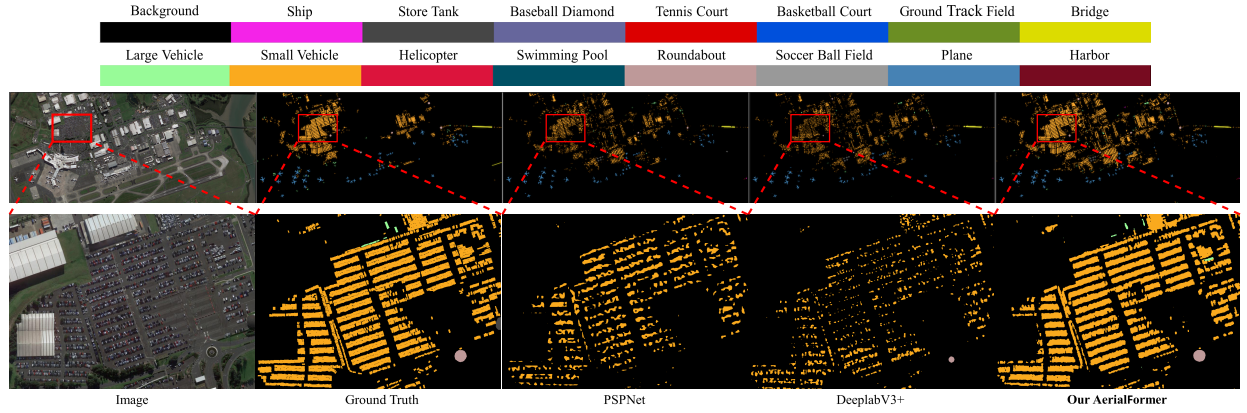 Background Ship Store Tank Baseball Diamond Tennis Court Basketball Court Ground Track Field Bridge
Large Vehicle Small Vehicle Helicopter Swimming Pool Roundabout Soccer Ball Field Plane Harbor
Image Ground Truth PSPNet DeeplabV3+ Our AerialFormer